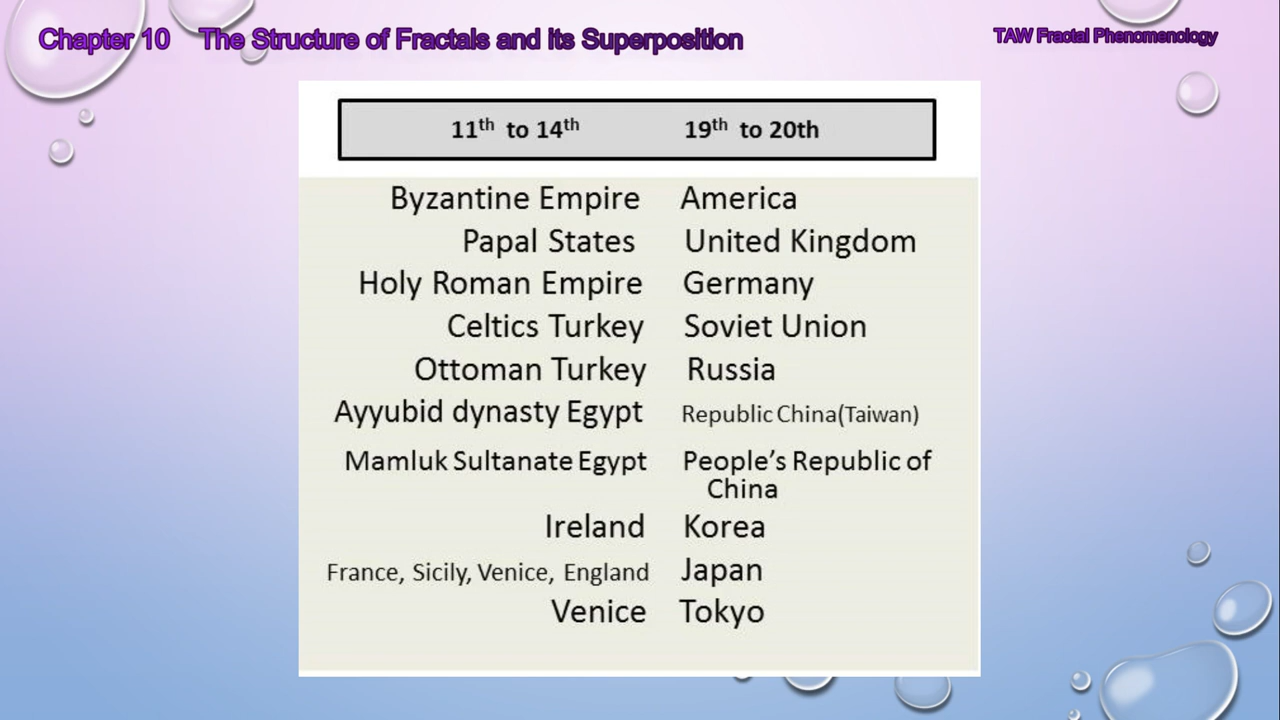 Chapter 10 The Structure of Fractals and its Superposition
TAW Fractal Phenomenology
11th to 14th 19th to 20th
Byzantine Empire America
Papal States United Kingdom
Holy Roman Empire Germany
Celtics Turkey Soviet Union
Ottoman Turkey Russia
Ayyubid dynasty Egypt Republic China(Taiwan)
Mamluk Sultanate Egypt People's Republic of
China
Ireland Korea
France, Sicily, Venice, England Japan
Venice Tokyo